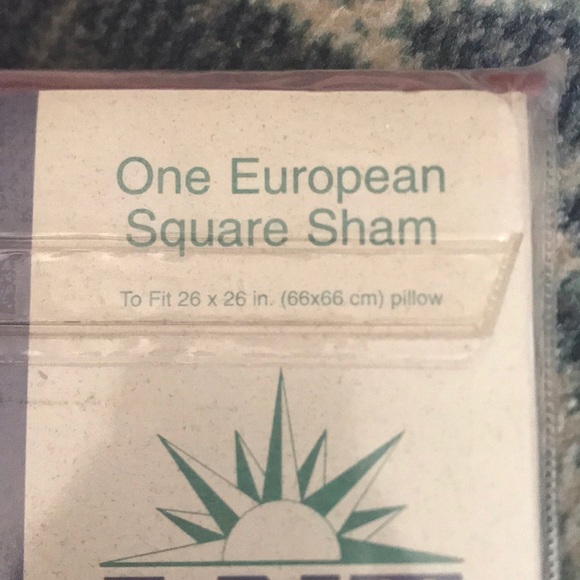 One European
Square Sham
To Fit 26 x 26 in. (66x66 cm) pillow